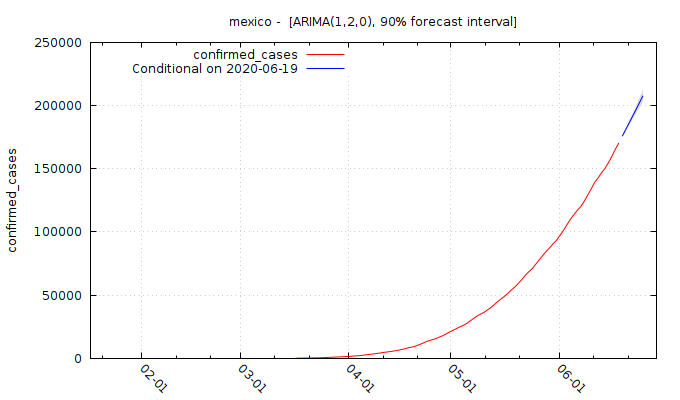 mexico -  [ARIMA(1,2,0), 90% forecast interval]
confirmed_cases
Conditional on 2020-06-19
250000
200000
150000
100000
50000
0
confirmed_cases
02-01
03-01
04-01
05-01
06-01